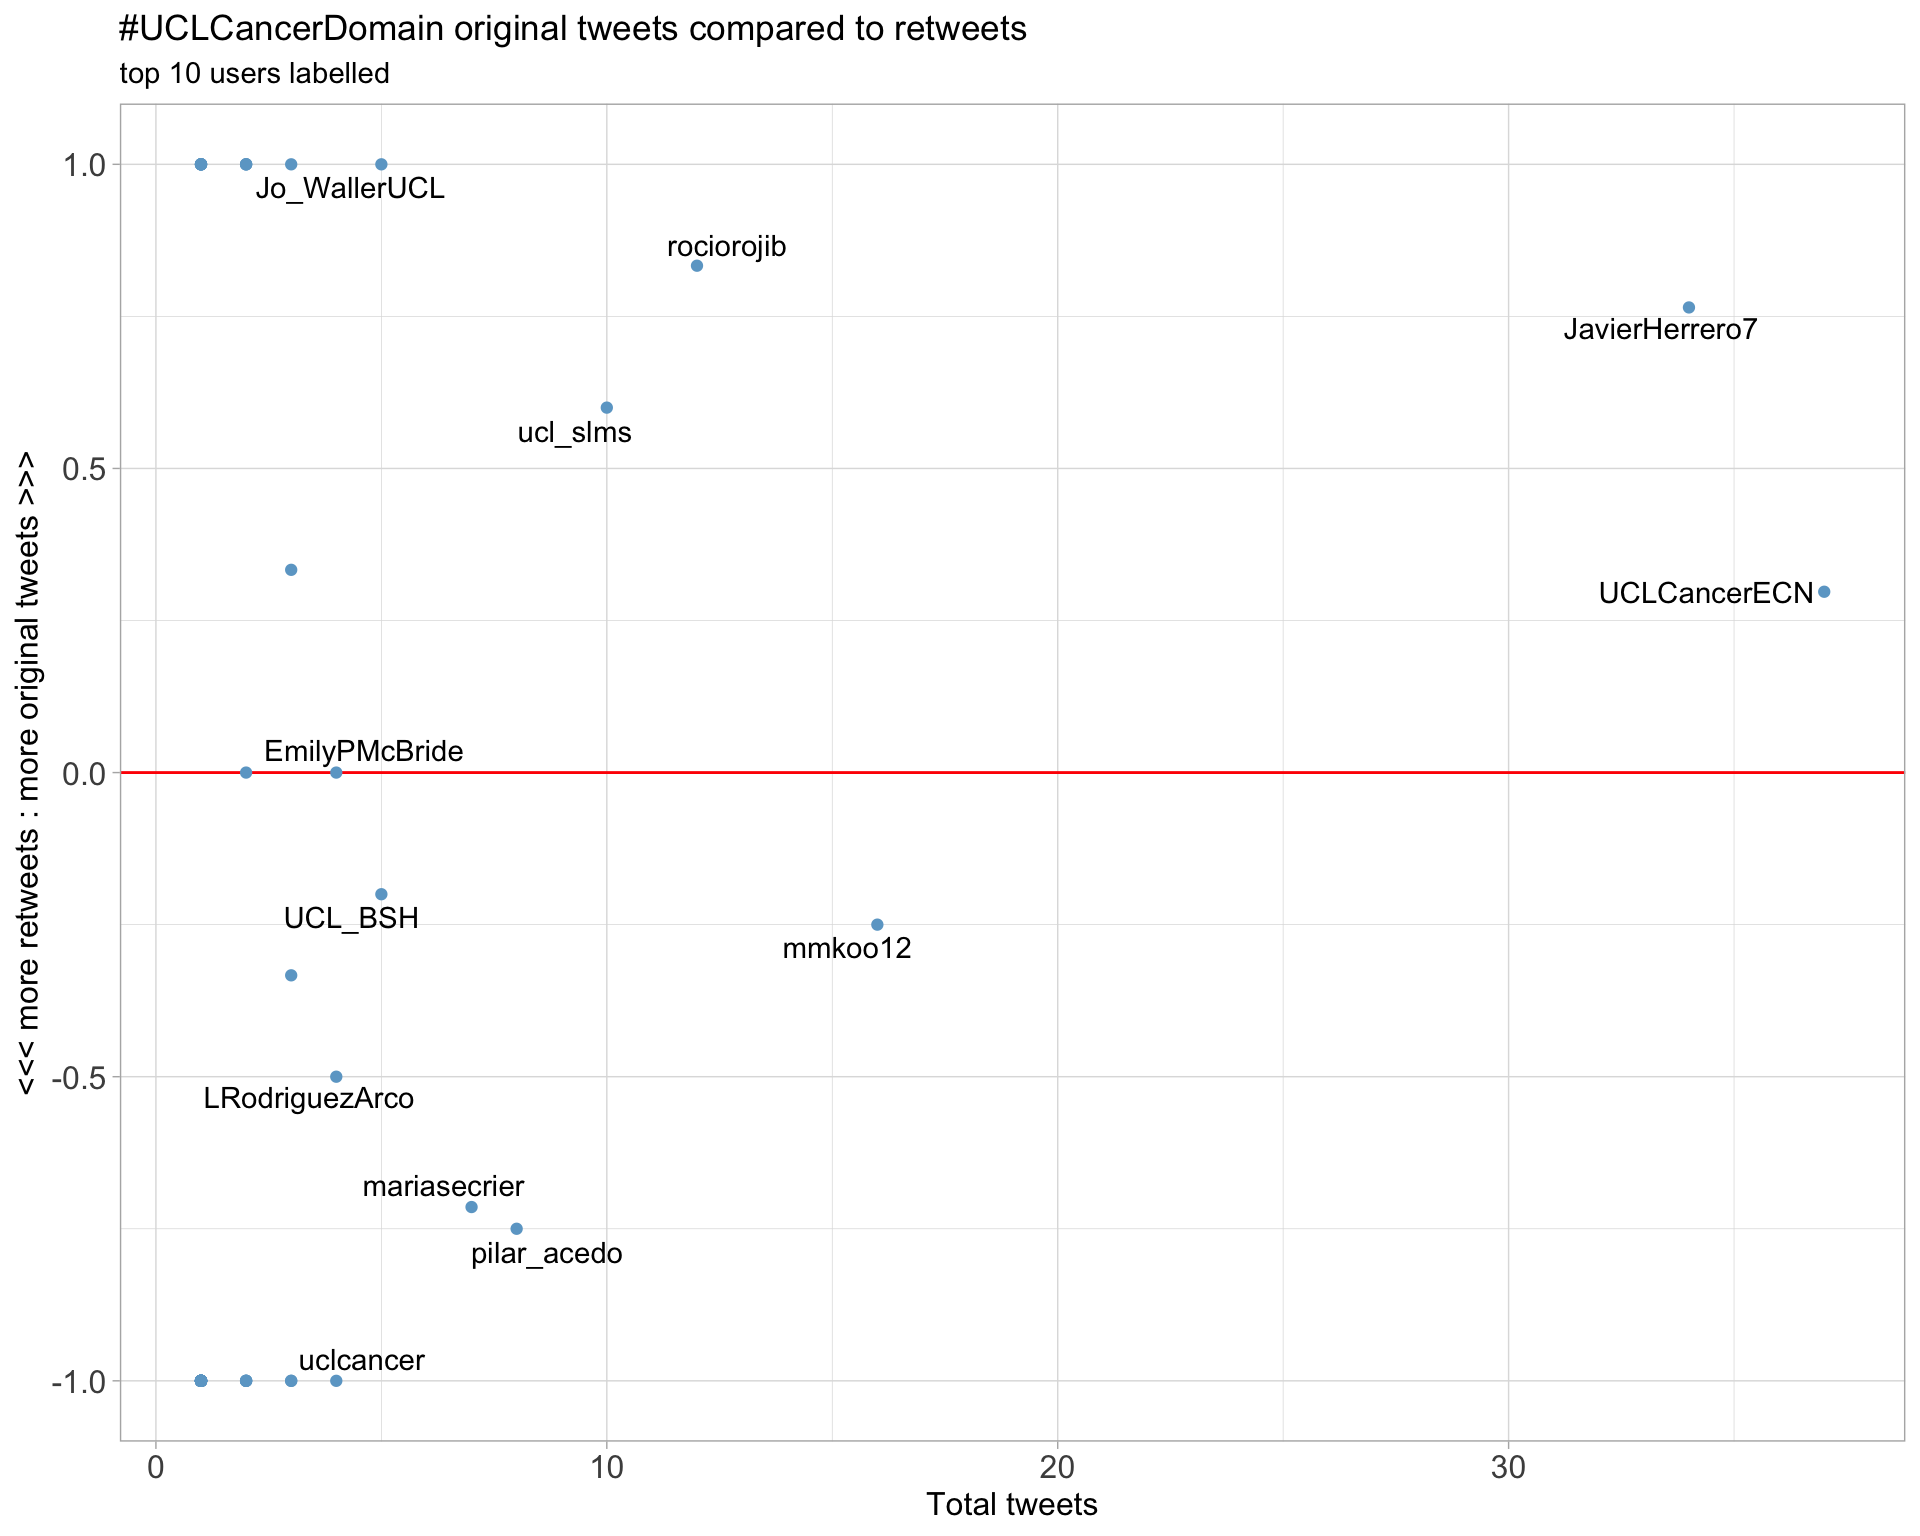 #UCLCancerDomain original tweets compared to retweets
top 10 users labelled
<<< more retweets : more original tweets >>>
1.0
0.5
0.0
-0.5
-1.0
Jo_WallerUCL
rociorojib
JavierHerrero7
ucl_slms
UCLCancerECN
EmilyPMcBride
UCL_BSH
mmkoo12
LRodriguezArco
mariasecrier
pilar_acedo
uclcancer
0 10 20 30
Total tweets